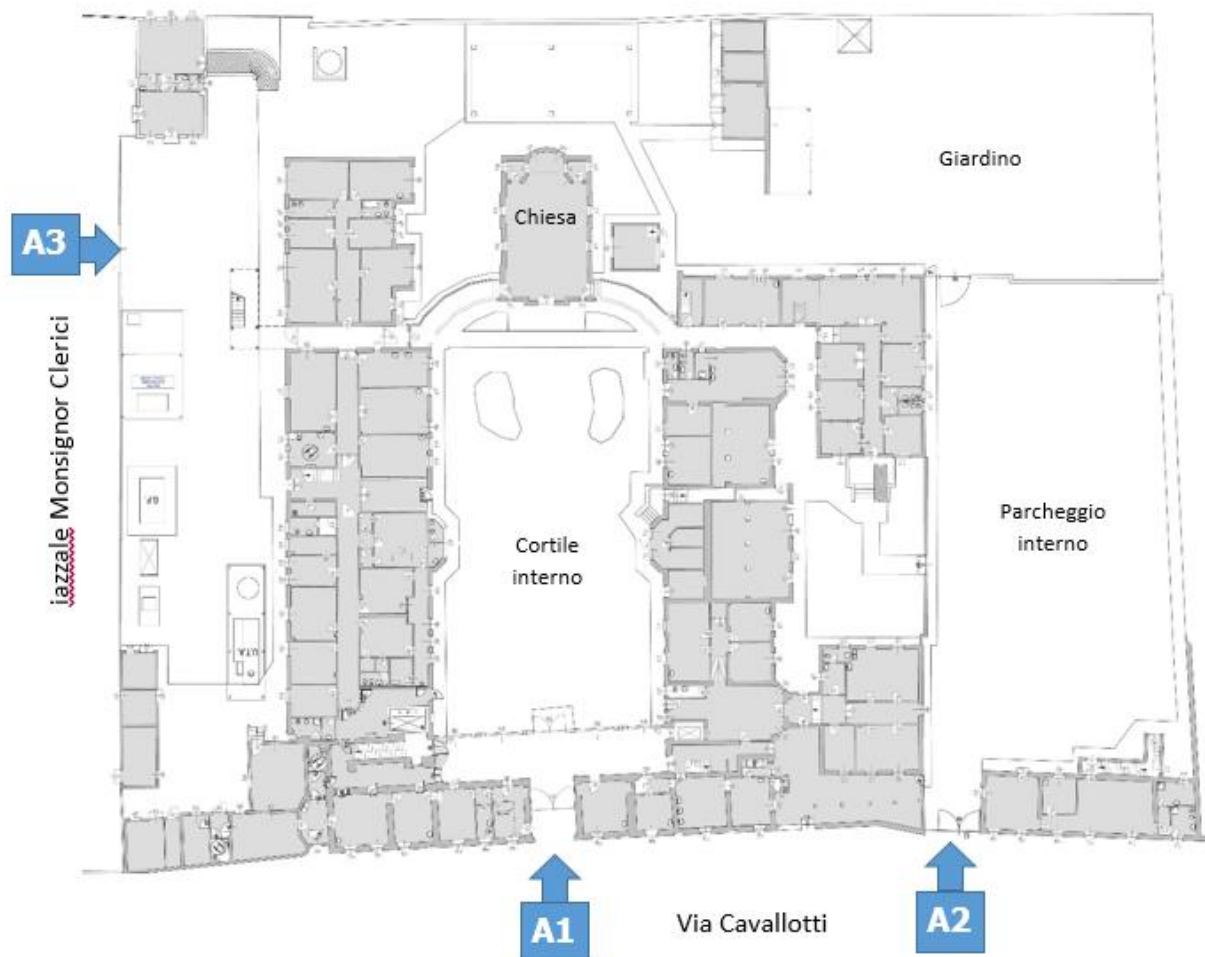 Giardino
Chiesa
A3
iazzale Monsignor Clerici
G.F.
Cortile
interno
Parcheggio
interno
U.T.A.
A1
Via Cavallotti
A2